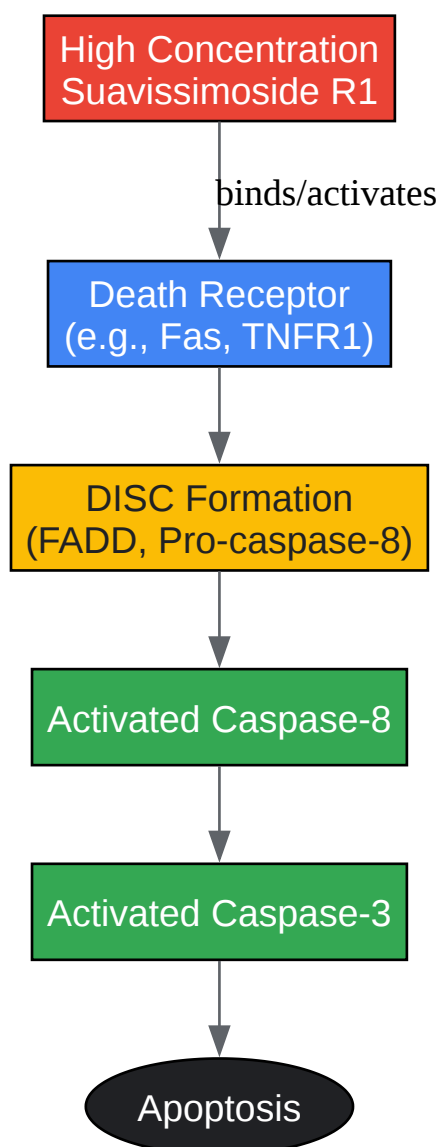 High Concentration
Suavissimoside R1
binds/activates
Death Receptor
(e.g., Fas, TNFR1)
DISC Formation
(FADD, Pro-caspase-8)
Activated Caspase-8
Activated Caspase-3
Apoptosis